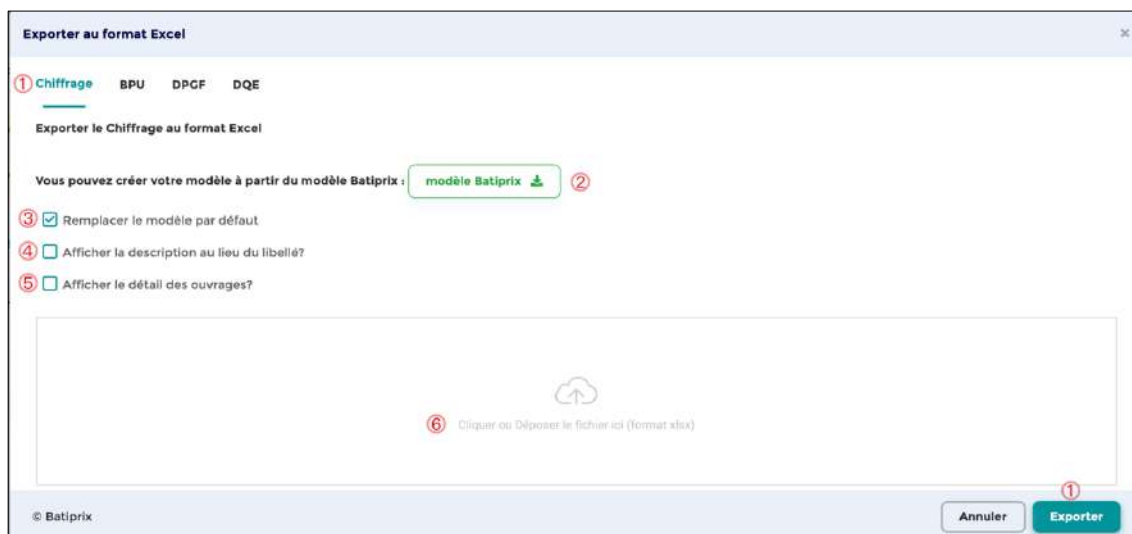 Exporter au format Excel ×
① Chiffrage BPU DPGF DQE
Exporter le Chiffrage au format Excel
Vous pouvez créer votre modèle à partir du modèle Batiprix : modèle Batiprix ②
③ Remplacer le modèle par défaut
④ Afficher la description au lieu du libellé?
⑤ Afficher le détail des ouvrages?
⑥ Cliquer ou Déposer le fichier ici (format xlsx)
①
© Batiprix Annuler Exporter